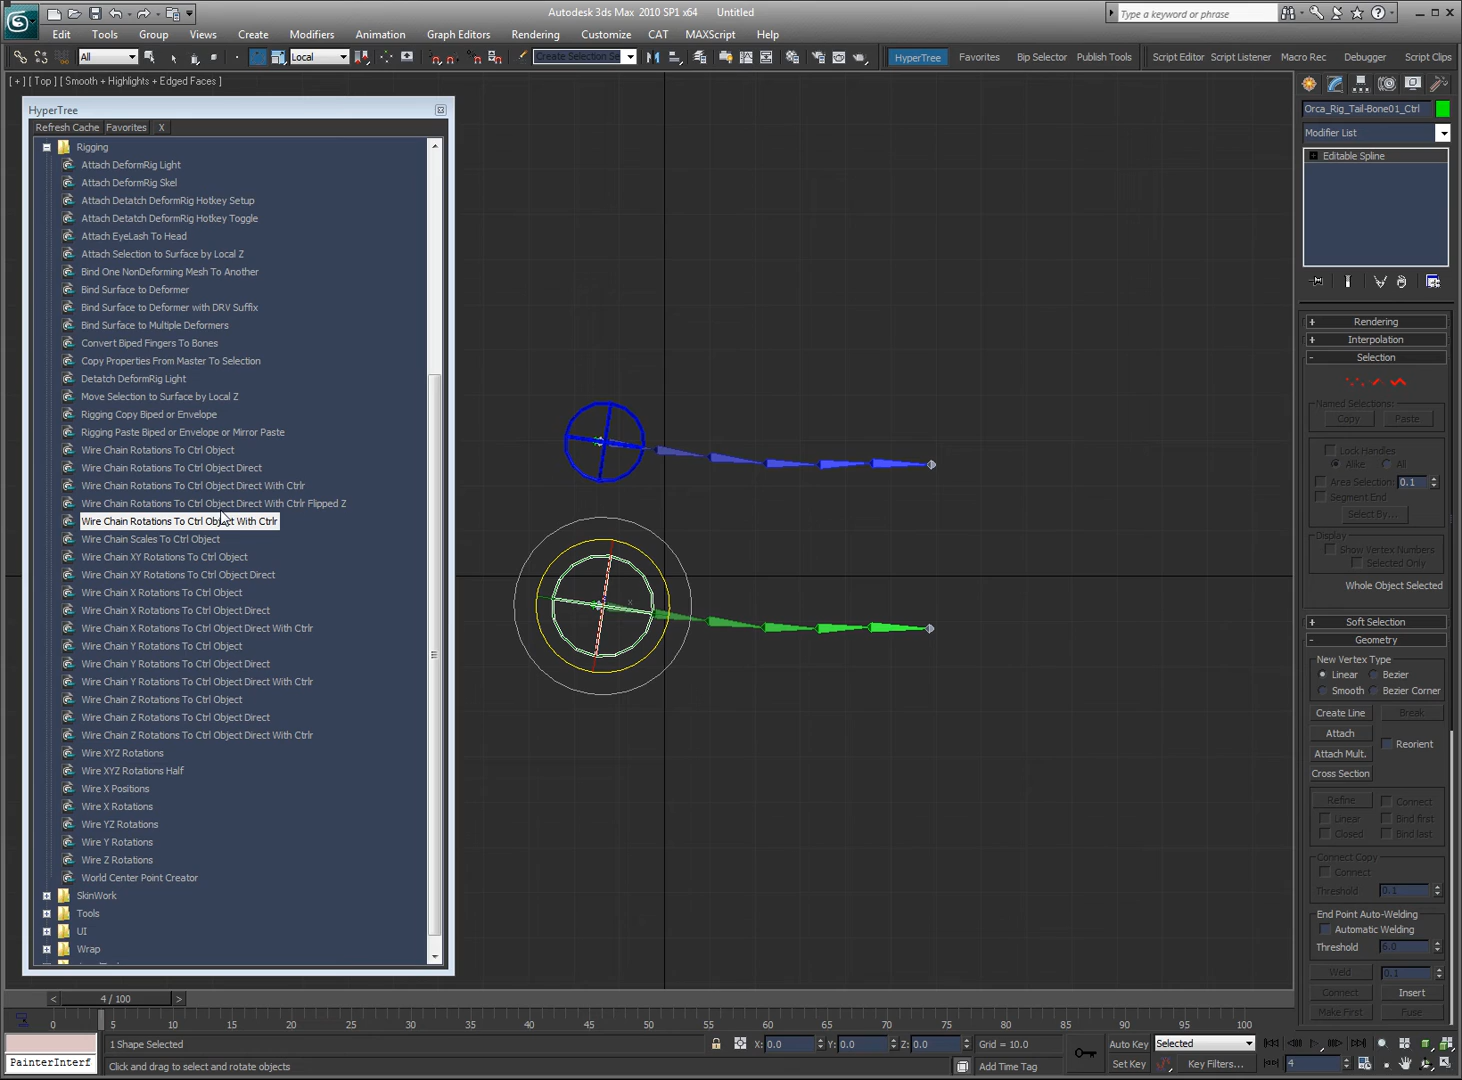 Autodesk 3ds Max 2010 SP1 x64 Untitled
Type a keyword or phrase
Edit Tools Group Views Create Modifiers Animation Graph Editors Rendering Customize CAT MAXScript Help
All Local Create Selection Se HyperTree Favorites Bip Selector Publish Tools Script Editor Script Listener Macro Rec Debugger Script Clips
[ + ] [ Top ] [ Smooth + Highlights + Edged Faces ]
HyperTree
Refresh Cache Favorites X
Rigging
Attach DeformRig Light
Attach DeformRig Skel
Attach Detatch DeformRig Hotkey Setup
Attach Detatch DeformRig Hotkey Toggle
Attach EyeLash To Head
Attach Selection to Surface by Local Z
Bind One NonDeforming Mesh To Another
Bind Surface to Deformer
Bind Surface to Deformer with DRV Suffix
Bind Surface to Multiple Deformers
Convert Biped Fingers To Bones
Copy Properties From Master To Selection
Detatch DeformRig Light
Move Selection to Surface by Local Z
Rigging Copy Biped or Envelope
Rigging Paste Biped or Envelope or Mirror Paste
Wire Chain Rotations To Ctrl Object
Wire Chain Rotations To Ctrl Object Direct
Wire Chain Rotations To Ctrl Object Direct With Ctrlr
Wire Chain Rotations To Ctrl Object Direct With Ctrlr Flipped Z
Wire Chain Rotations To Ctrl Object With Ctrlr
Wire Chain Scales To Ctrl Object
Wire Chain XY Rotations To Ctrl Object
Wire Chain XY Rotations To Ctrl Object Direct
Wire Chain X Rotations To Ctrl Object
Wire Chain X Rotations To Ctrl Object Direct
Wire Chain X Rotations To Ctrl Object Direct With Ctrlr
Wire Chain Y Rotations To Ctrl Object
Wire Chain Y Rotations To Ctrl Object Direct
Wire Chain Y Rotations To Ctrl Object Direct With Ctrlr
Wire Chain Z Rotations To Ctrl Object
Wire Chain Z Rotations To Ctrl Object Direct
Wire Chain Z Rotations To Ctrl Object Direct With Ctrlr
Wire XYZ Rotations
Wire XYZ Rotations Half
Wire X Positions
Wire X Rotations
Wire YZ Rotations
Wire Y Rotations
Wire Z Rotations
World Center Point Creator
SkinWork
Tools
UI
Wrap
Orca_Rig_Tail-Bone01_Ctrl
Modifier List
Editable Spline
+ Rendering
+ Interpolation
- Selection
Named Selections:
Copy Paste
Lock Handles
Alike All
Area Selection: 0.1
Segment End
Select By...
Display
Show Vertex Numbers
Selected Only
Whole Object Selected
+ Soft Selection
- Geometry
New Vertex Type
Linear Bezier
Smooth Bezier Corner
Create Line Break
Attach Reorient
Attach Mult.
Cross Section
Refine Connect
Linear Bind first
Closed Bind last
Connect Copy
Connect
Threshold 0.1
End Point Auto-Welding
Automatic Welding
Threshold 6.0
Weld 0.1
Connect Insert
Make First Fuse
< 4 / 100 >
0 5 10 15 20 25 30 35 40 45 50 55 60 65 70 75 80 85 90 95 100
1 Shape Selected X: 0.0 Y: 0.0 Z: 0.0 Grid = 10.0 Auto Key Selected
PainterInterf Click and drag to select and rotate objects Add Time Tag Set Key Key Filters... 4